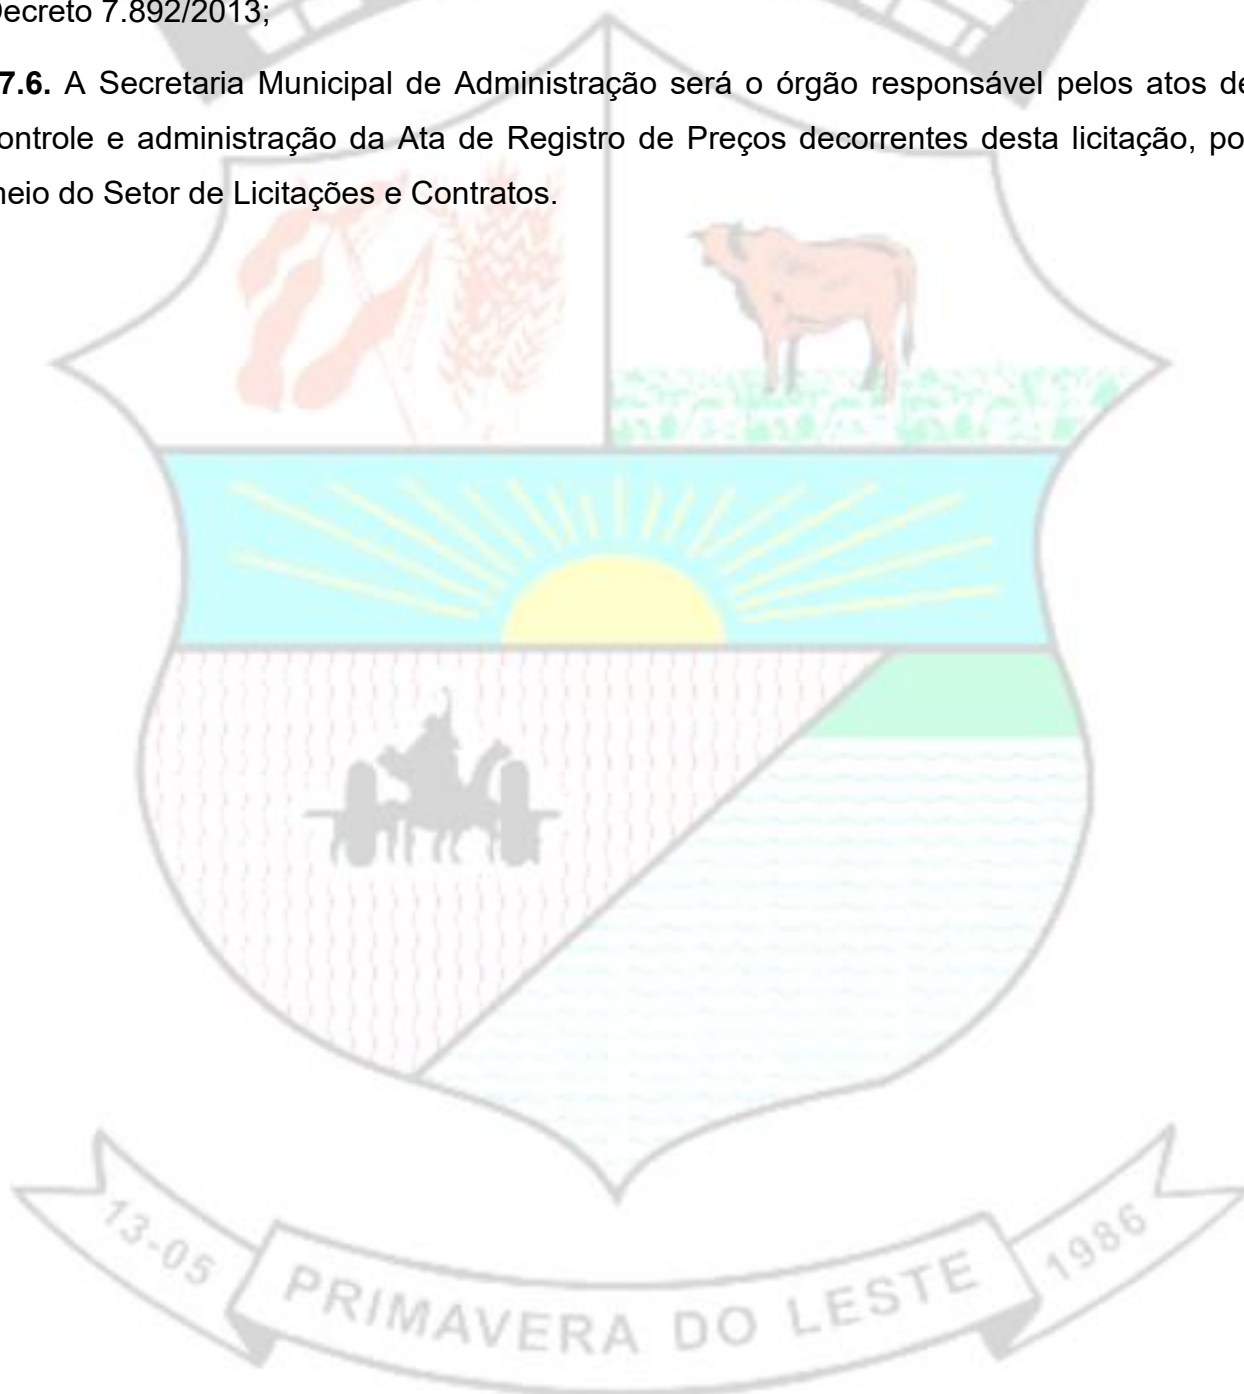 Decreto 7.892/2013;
7.6. A Secretaria Municipal de Administração será o órgão responsável pelos atos de
controle e administração da Ata de Registro de Preços decorrentes desta licitação, po
meio do Setor de Licitações e Contratos.
13-05
PRIMAVERA DO LESTE
1986